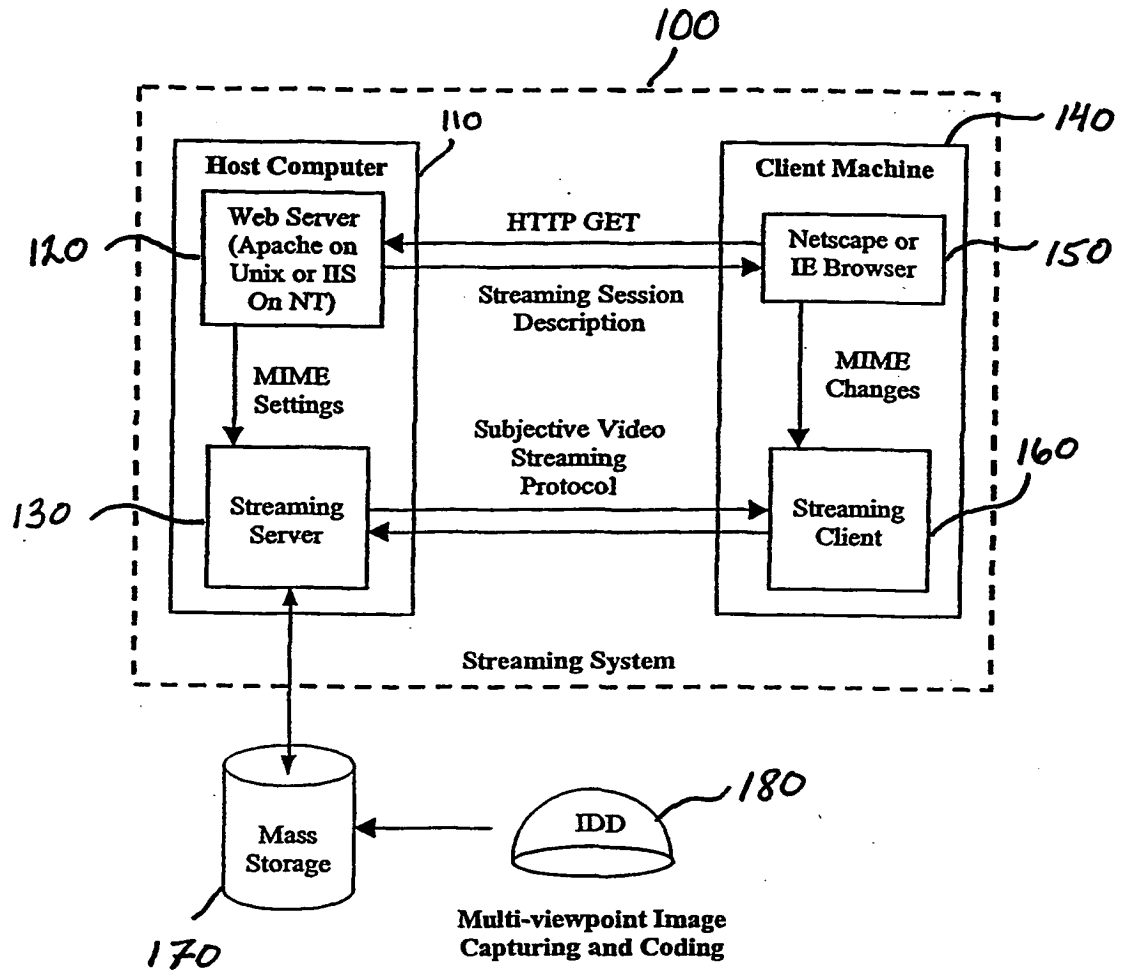 100
110
140
Host Computer
Client Machine
120
Web Server
(Apache on
Unix or IIS
On NT)
HTTP GET
Netscape or
IE Browser
150
Streaming Session
Description
MIME
Settings
MIME
Changes
Subjective Video
Streaming
Protocol
160
130
Streaming
Server
Streaming
Client
Streaming System
Mass
Storage
170
IDD
180
Multi-viewpoint Image
Capturing and Coding